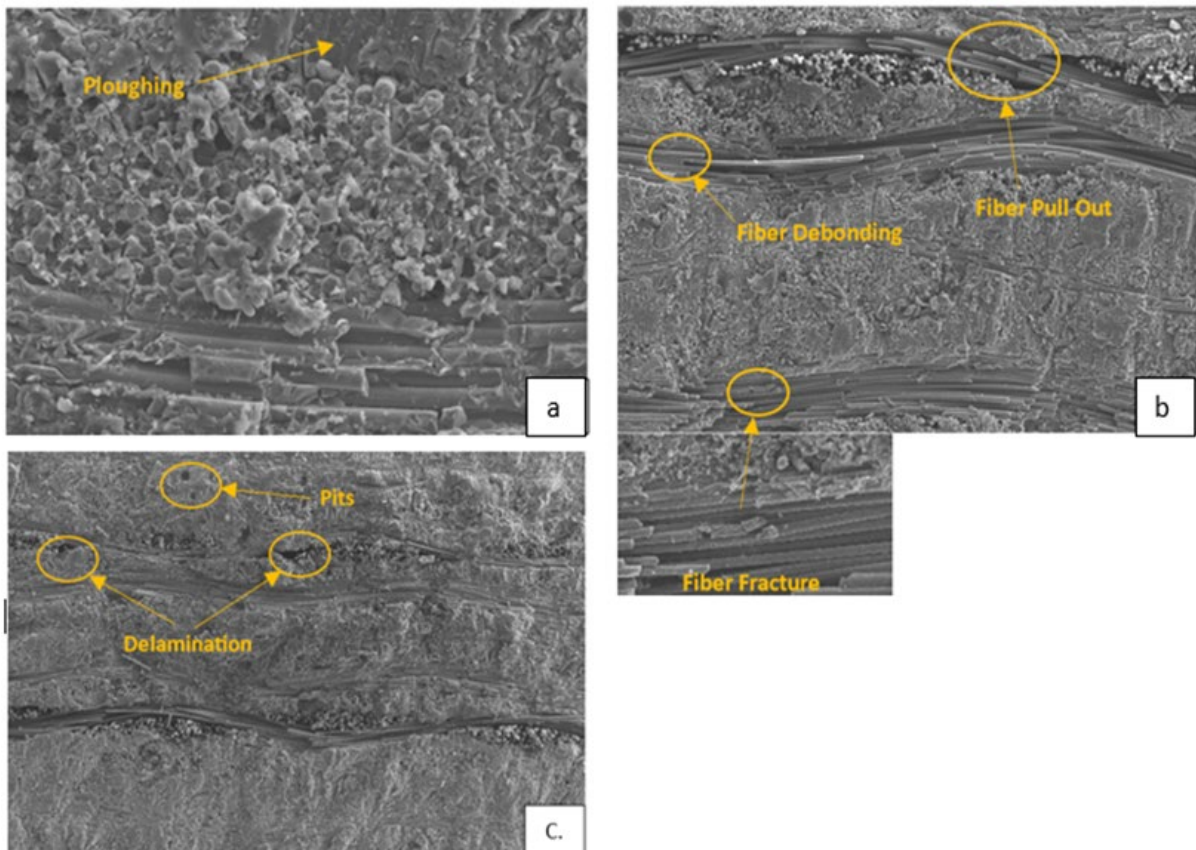 Ploughing
a
Fiber Pull Out
Fiber Debonding
b
Fiber Fracture
Pits
Delamination
C.